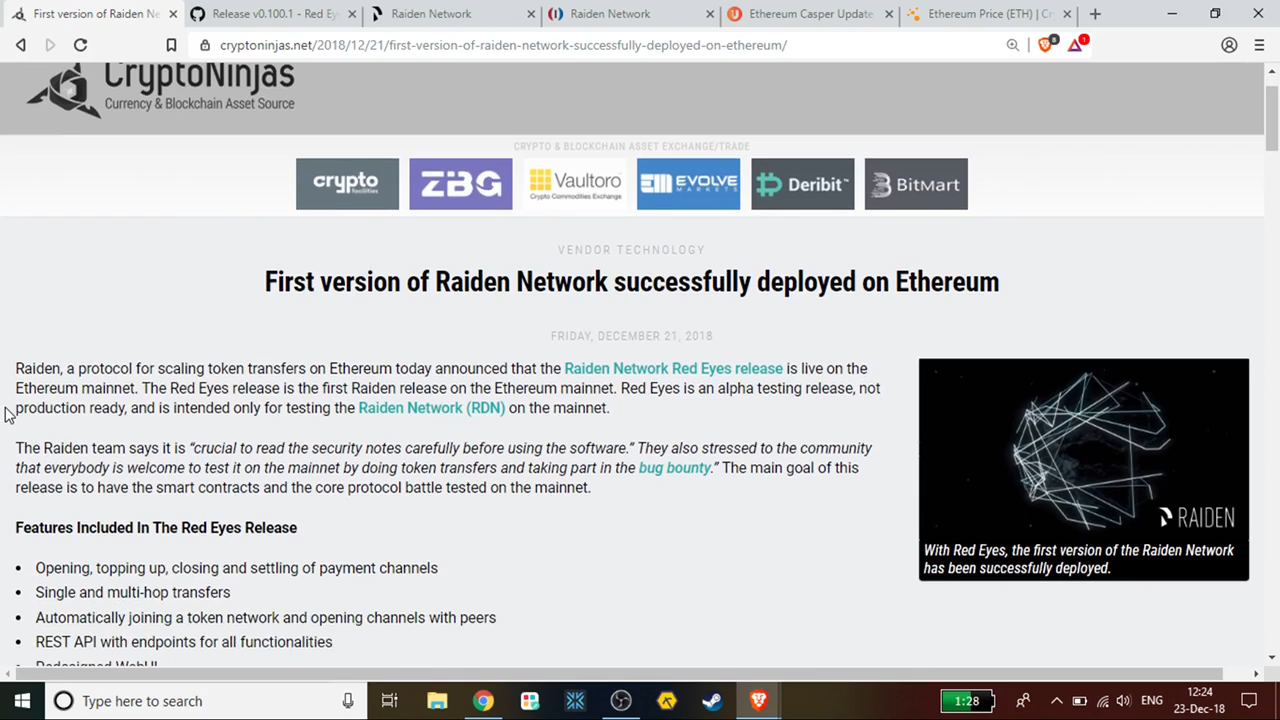 First version of Raiden Ne
Release v0.100.1 - Red Ey
Raiden Network
Raiden Network
Ethereum Casper Update
Ethereum Price (ETH) | Cr
cryptoninjas.net/2018/12/21/first-version-of-raiden-network-successfully-deployed-on-ethereum/
8
1
CryptoNinjas
Currency & Blockchain Asset Source
CRYPTO & BLOCKCHAIN ASSET EXCHANGE/TRADE
crypto
facilities
ZBG
Vaultoro
Crypto Commodities Exchange
EVOLVE
MARKETS
Deribit™
BitMart
VENDOR TECHNOLOGY
First version of Raiden Network successfully deployed on Ethereum
FRIDAY, DECEMBER 21, 2018
Raiden, a protocol for scaling token transfers on Ethereum today announced that the Raiden Network Red Eyes release is live on the
Ethereum mainnet. The Red Eyes release is the first Raiden release on the Ethereum mainnet. Red Eyes is an alpha testing release, not
production ready, and is intended only for testing the Raiden Network (RDN) on the mainnet.
The Raiden team says it is “crucial to read the security notes carefully before using the software.” They also stressed to the community
that everybody is welcome to test it on the mainnet by doing token transfers and taking part in the bug bounty.” The main goal of this
release is to have the smart contracts and the core protocol battle tested on the mainnet.
RAIDEN
With Red Eyes, the first version of the Raiden Network
has been successfully deployed.
Features Included In The Red Eyes Release
• Opening, topping up, closing and settling of payment channels
• Single and multi-hop transfers
• Automatically joining a token network and opening channels with peers
• REST API with endpoints for all functionalities
Redesigned WebUI
Type here to search
1:28
ENG
12:24
23-Dec-18